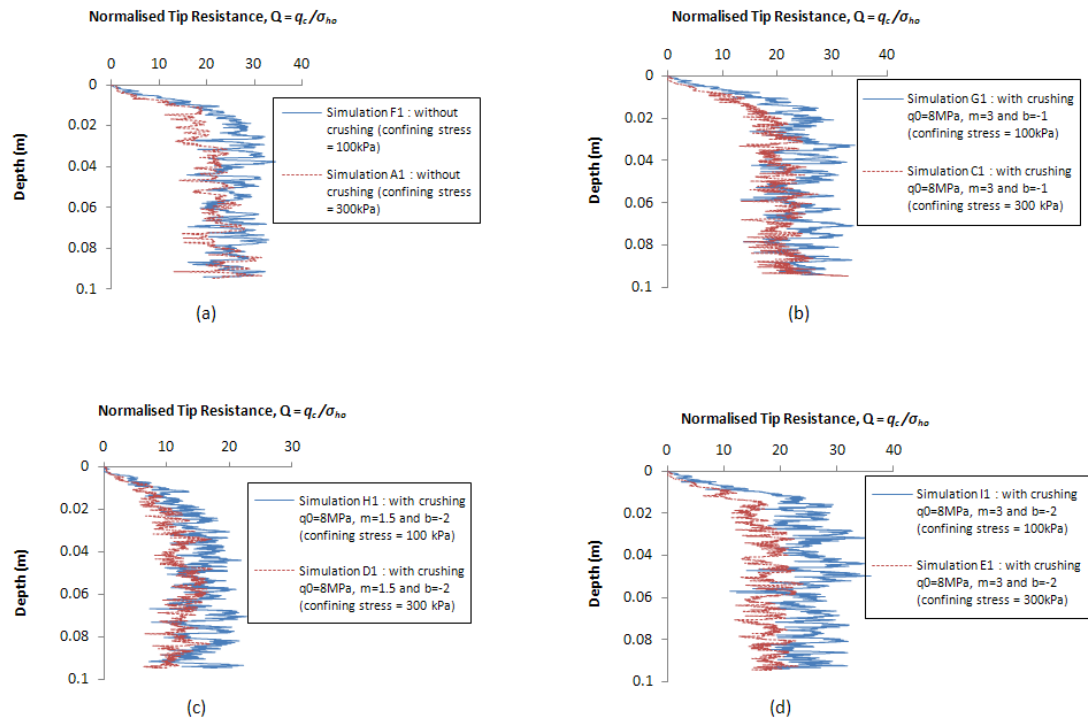 Normalised Tip Resistance, Q = qc/σho
0 10 20 30 40
0
0.02
0.04
0.06
0.08
0.1
Depth (m)
Simulation F1 : without
crushing (confining stress
= 100kPa)
Simulation A1 : without
crushing (confining stress
= 300kPa)
(a)
Normalised Tip Resistance, Q = qc/σho
0 10 20 30 40
0
0.02
0.04
0.06
0.08
0.1
Depth (m)
Simulation G1 : with crushing
q0=8MPa, m=3 and b=-1
(confining stress = 100kPa)
Simulation C1 : with crushing
q0=8MPa, m=3 and b=-1
(confining stress = 300 kPa)
(b)
Normalised Tip Resistance, Q = qc/σho
0 10 20 30
0
0.02
0.04
0.06
0.08
0.1
Depth (m)
Simulation H1 : with crushing
q0=8MPa, m=1.5 and b=-2
(confining stress = 100 kPa)
Simulation D1 : with crushing
q0=8MPa, m=1.5 and b=-2
(confining stress = 300 kPa)
(c)
Normalised Tip Resistance, Q = qc/σho
0 10 20 30 40
0
0.02
0.04
0.06
0.08
0.1
Depth (m)
Simulation I1 : with crushing
q0=8MPa, m=3 and b=-2
(confining stress = 100kPa)
Simulation E1 : with crushing
q0=8MPa, m=3 and b=-2
(confining stress = 300kPa)
(d)